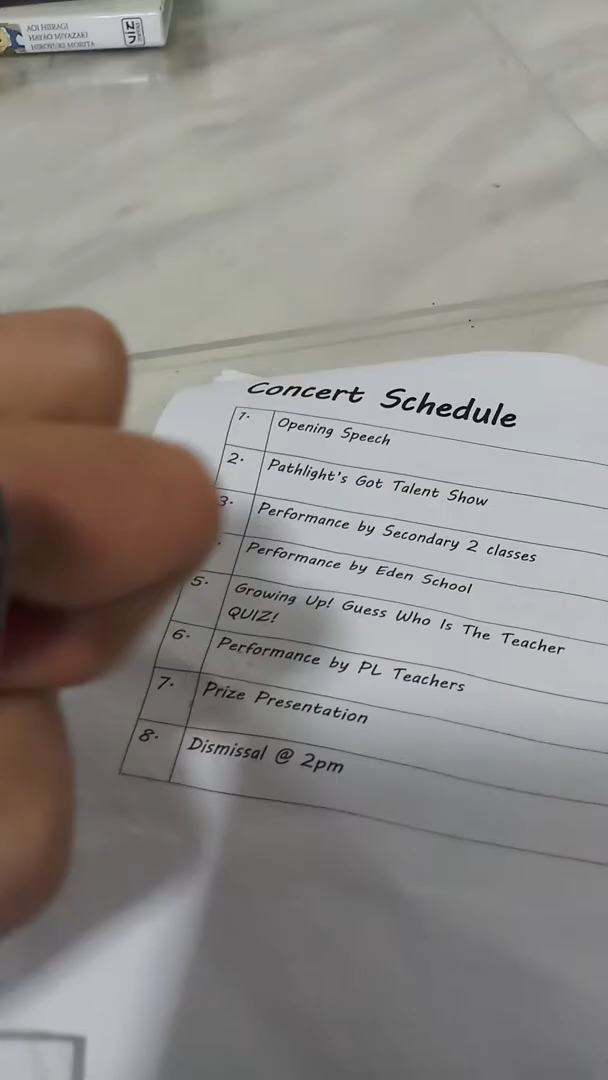 AOI HIIRAGI
HAYAO MIYAZAKI
HIROYUKI MORITA
Concert Schedule
1. Opening Speech
2. Pathlight's Got Talent Show
3. Performance by Secondary 2 classes
Performance by Eden School
5. Growing Up! Guess Who Is The Teacher
QUIZ!
6. Performance by PL Teachers
7. Prize Presentation
8. Dismissal @ 2pm